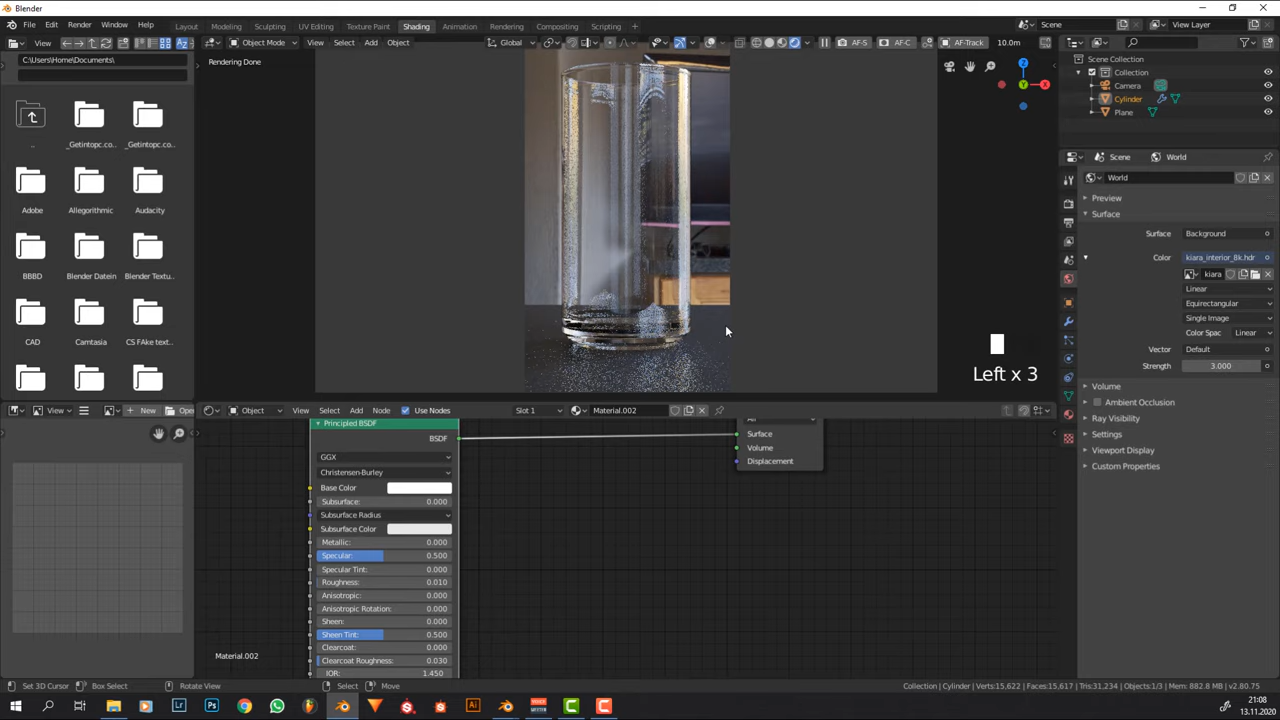 Blender
File Edit Render Window Help Layout Modeling Sculpting UV Editing Texture Paint Shading Animation Rendering Compositing Scripting + Scene View Layer
View Object Mode View Select Add Object Global AF-S AF-C AF-Track 10.0m
C:\Users\Home\Documents\
Rendering Done
Scene Collection
Collection
Camera
Cylinder
Plane
..
_Getintopc.co...
_Getintopc.co...
Adobe
Allegorithmic
Audacity
BBBD
Blender Datein
Blender Textu...
CAD
Camtasia
CS FAke text...
X
Z
Scene World
World
Preview
Surface
Surface Background
Color kiara_interior_8k.hdr
kiara
Linear
Equirectangular
Single Image
Color Spac Linear
Vector Default
Strength 3.000
Volume
Ambient Occlusion
Ray Visibility
Settings
Viewport Display
Custom Properties
Left x 3
View + New Ope
Object View Select Add Node Use Nodes Slot 1 Material.002
Principled BSDF
BSDF
GGX
Christensen-Burley
Base Color
Subsurface: 0.000
Subsurface Radius
Subsurface Color
Metallic: 0.000
Specular: 0.500
Specular Tint: 0.000
Roughness: 0.010
Anisotropic: 0.000
Anisotropic Rotation: 0.000
Sheen: 0.000
Sheen Tint: 0.500
Clearcoat: 0.000
Clearcoat Roughness: 0.030
IOR: 1.450
All
Surface
Volume
Displacement
Material.002
Set 3D Cursor Box Select Rotate View Select Move
Collection | Cylinder | Verts:15,622 | Faces:15,617 | Tris:31,234 | Objects:1/3 | Mem: 882.8 MB | v2.80.75
21:08
13.11.2020